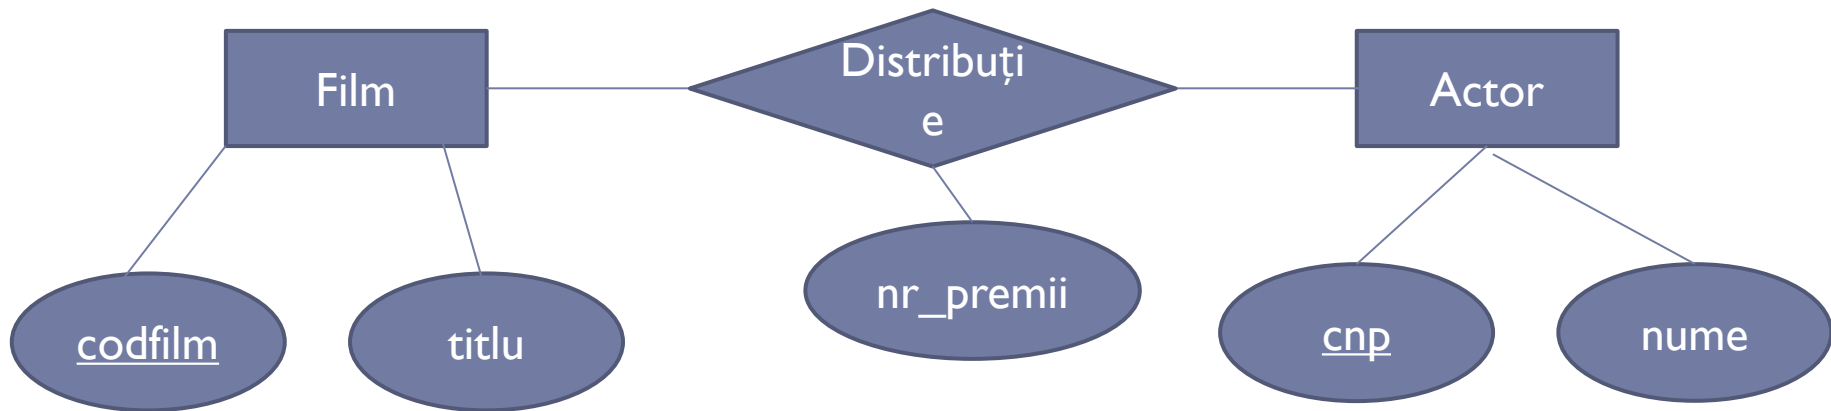 Film
Distribuți
e
Actor
codfilm
titlu
nr_premii
cnp
nume